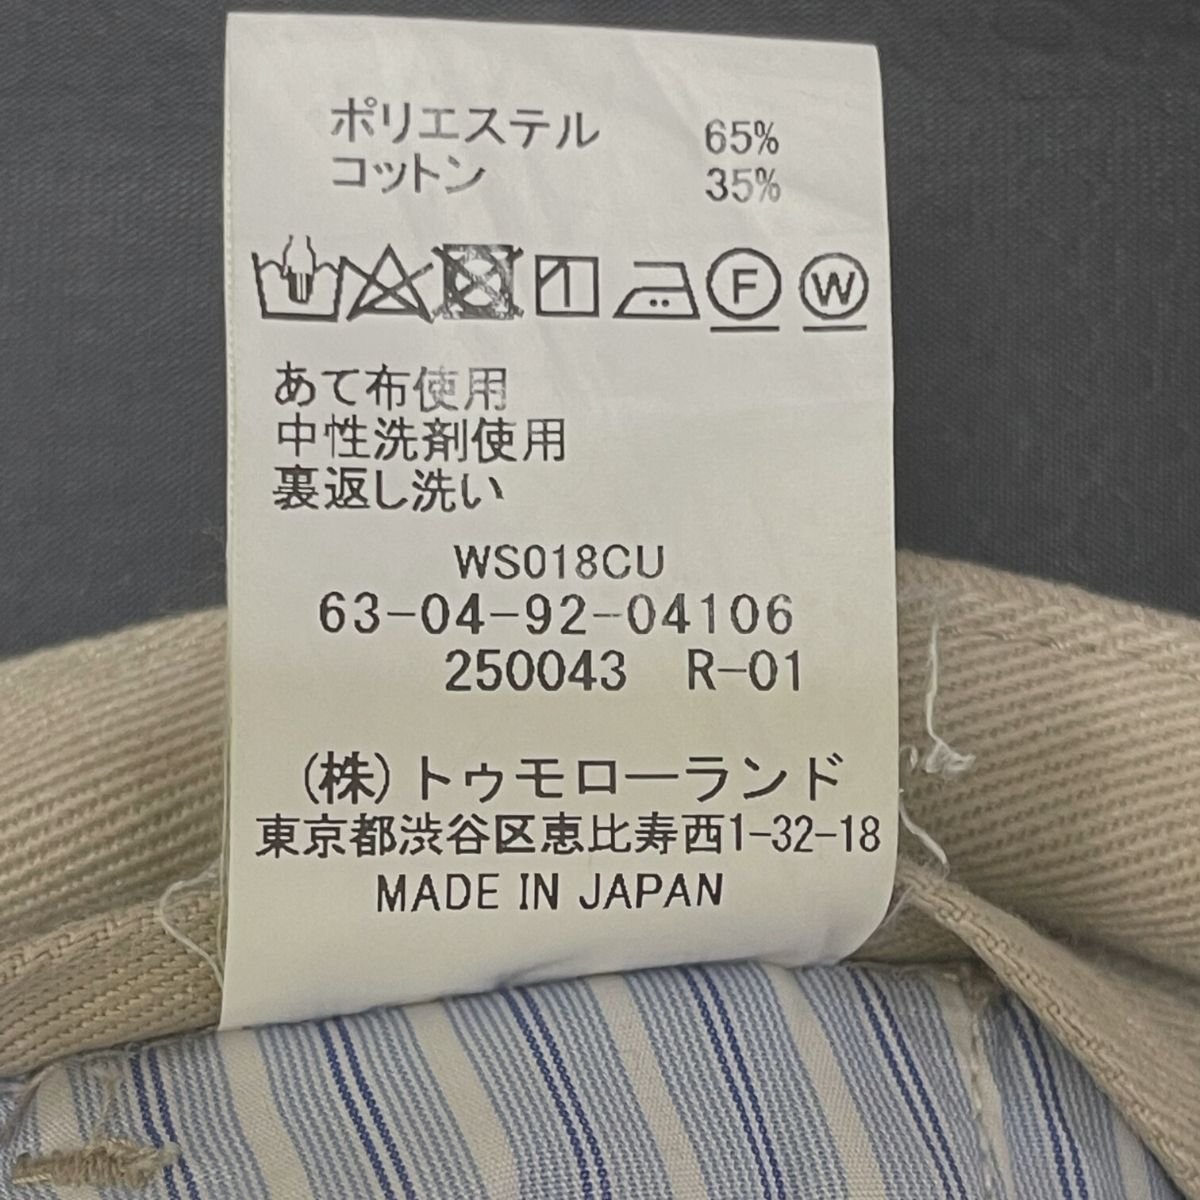 ポリエステル 65%
コットン 35%
F W
あて布使用
中性洗剤使用
裏返し洗い
WS018CU
63-04-92-04106
250043 R-01
(株)トゥモローランド
東京都渋谷区恵比寿西1-32-18
MADE IN JAPAN